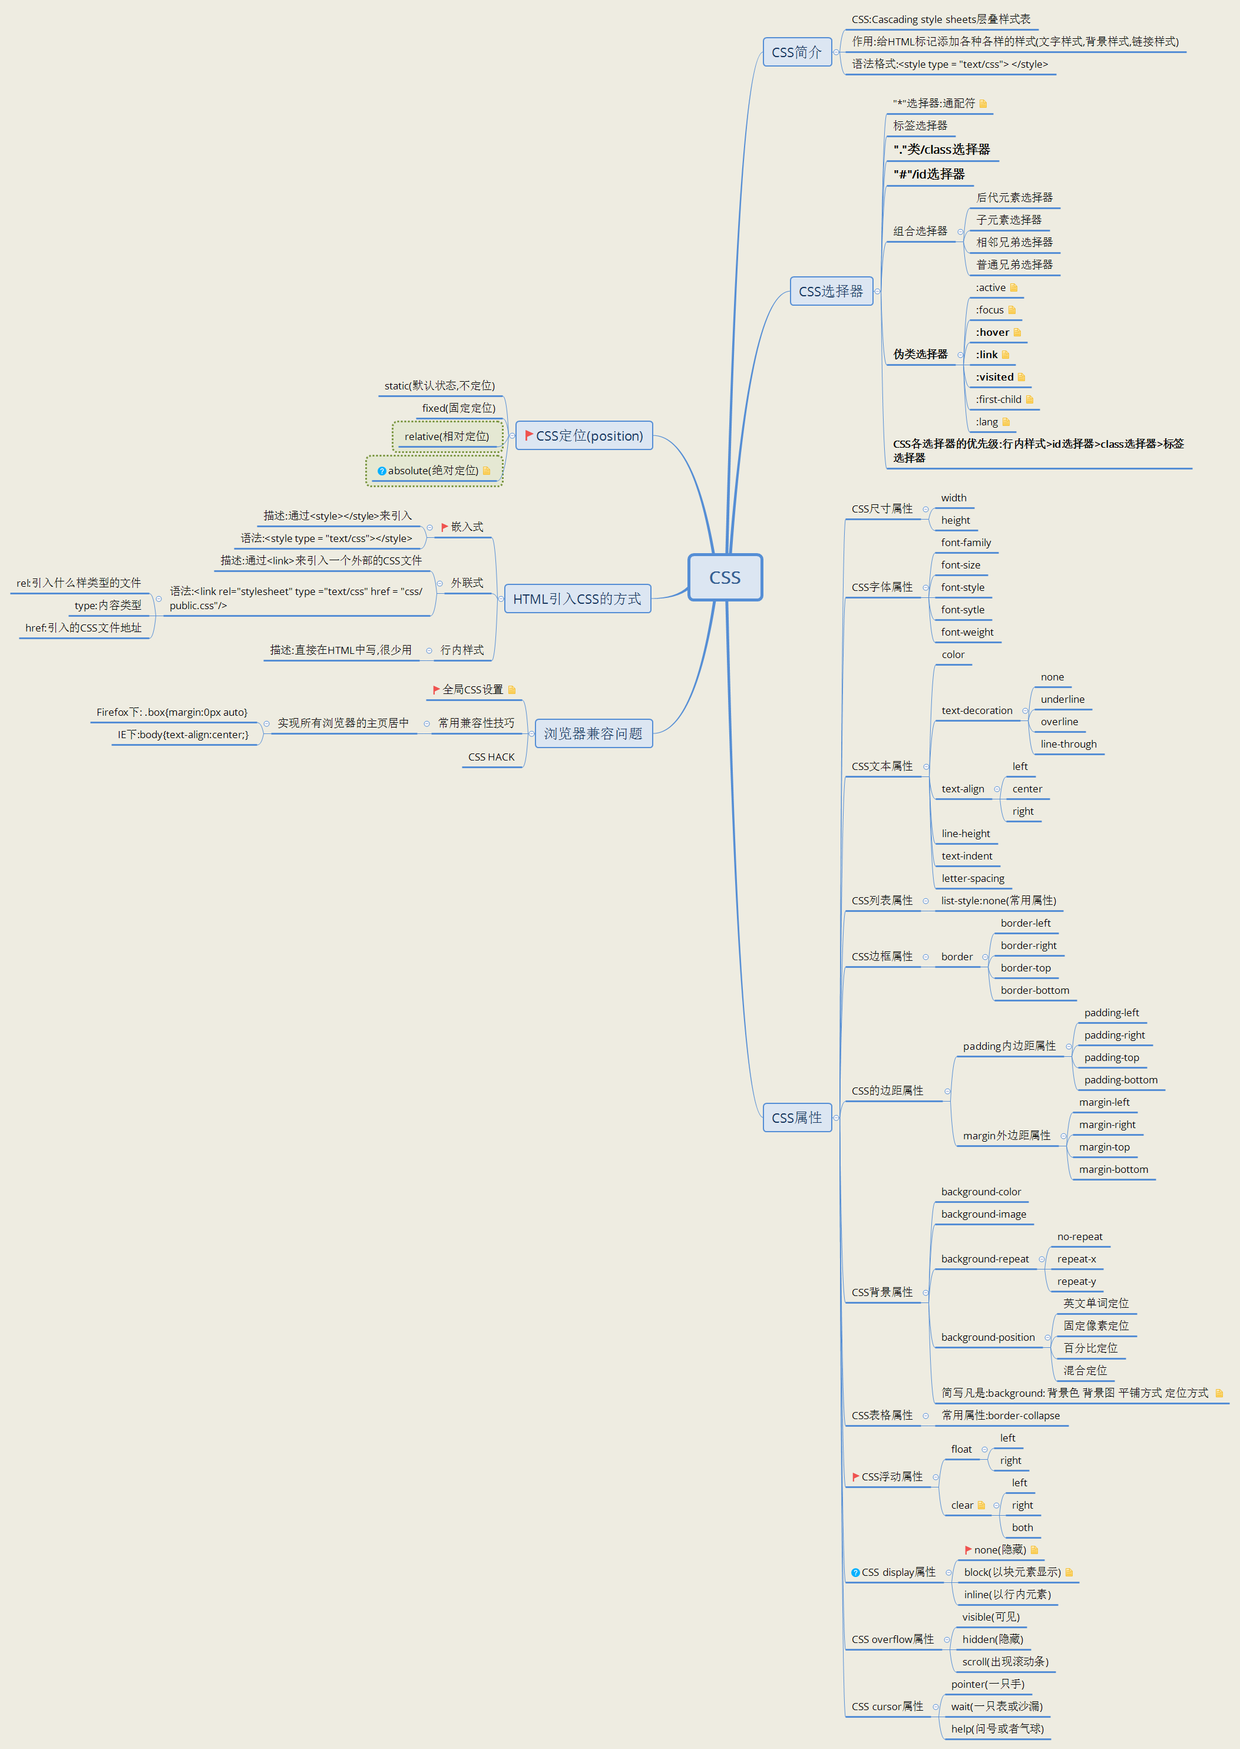 CSS
CSS简介
CSS:Cascading style sheets层叠样式表
作用:给HTML标记添加各种各样的样式(文字样式,背景样式,链接样式)
语法格式:<style type = "text/css"> </style>
CSS选择器
"*"选择器:通配符
标签选择器
"."类/class选择器
"#"/id选择器
组合选择器
后代元素选择器
子元素选择器
相邻兄弟选择器
普通兄弟选择器
伪类选择器
:active
:focus
:hover
:link
:visited
:first-child
:lang
CSS各选择器的优先级:行内样式>id选择器>class选择器>标签
选择器
CSS属性
CSS尺寸属性
width
height
CSS字体属性
font-family
font-size
font-style
font-sytle
font-weight
CSS文本属性
color
text-decoration
none
underline
overline
line-through
text-align
left
center
right
line-height
text-indent
letter-spacing
CSS列表属性
list-style:none(常用属性)
CSS边框属性
border
border-left
border-right
border-top
border-bottom
CSS的边距属性
padding内边距属性
padding-left
padding-right
padding-top
padding-bottom
margin外边距属性
margin-left
margin-right
margin-top
margin-bottom
CSS背景属性
background-color
background-image
background-repeat
no-repeat
repeat-x
repeat-y
background-position
英文单词定位
固定像素定位
百分比定位
混合定位
简写凡是:background: 背景色 背景图 平铺方式 定位方式
CSS表格属性
常用属性:border-collapse
CSS浮动属性
float
left
right
clear
left
right
both
CSS display属性
none(隐藏)
block(以块元素显示)
inline(以行内元素)
CSS overflow属性
visible(可见)
hidden(隐藏)
scroll(出现滚动条)
CSS cursor属性
pointer(一只手)
wait(一只表或沙漏)
help(问号或者气球)
CSS定位(position)
static(默认状态,不定位)
fixed(固定定位)
relative(相对定位)
absolute(绝对定位)
HTML引入CSS的方式
嵌入式
描述:通过<style></style>来引入
语法:<style type = "text/css"></style>
外联式
描述:通过<link>来引入一个外部的CSS文件
语法:<link rel="stylesheet" type ="text/css" href = "css/
public.css"/>
rel:引入什么样类型的文件
type:内容类型
href:引入的CSS文件地址
行内样式
描述:直接在HTML中写,很少用
浏览器兼容问题
全局CSS设置
常用兼容性技巧
实现所有浏览器的主页居中
Firefox下: .box{margin:0px auto}
IE下:body{text-align:center;}
CSS HACK